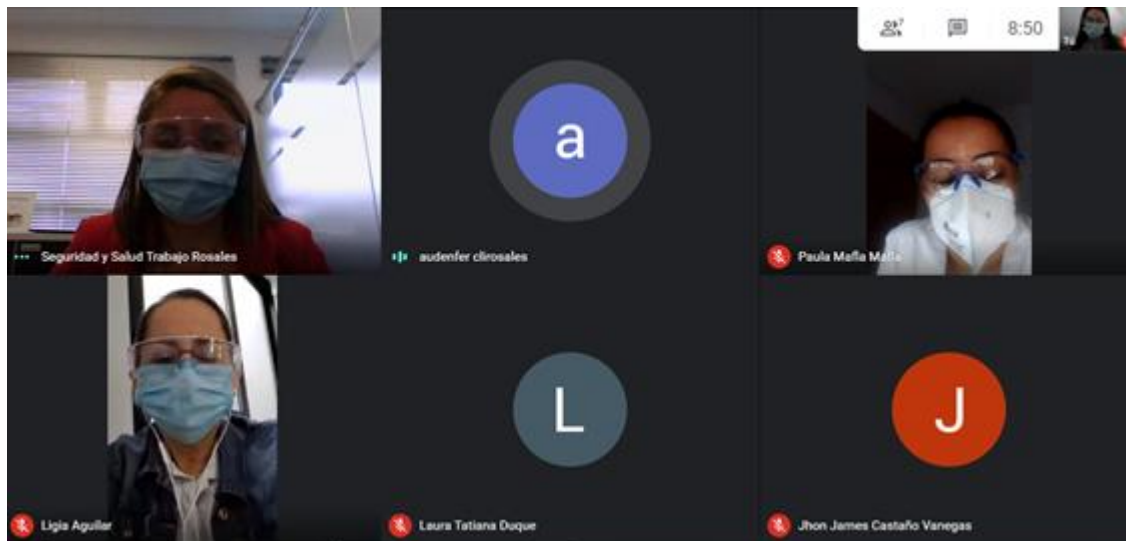 7
8:50
a
Seguridad y Salud Trabajo Rosales
audenfer clirosales
Paula Mafla Mafla
L
J
Ligia Aguilar
Laura Tatiana Duque
Jhon James Castaño Vanegas